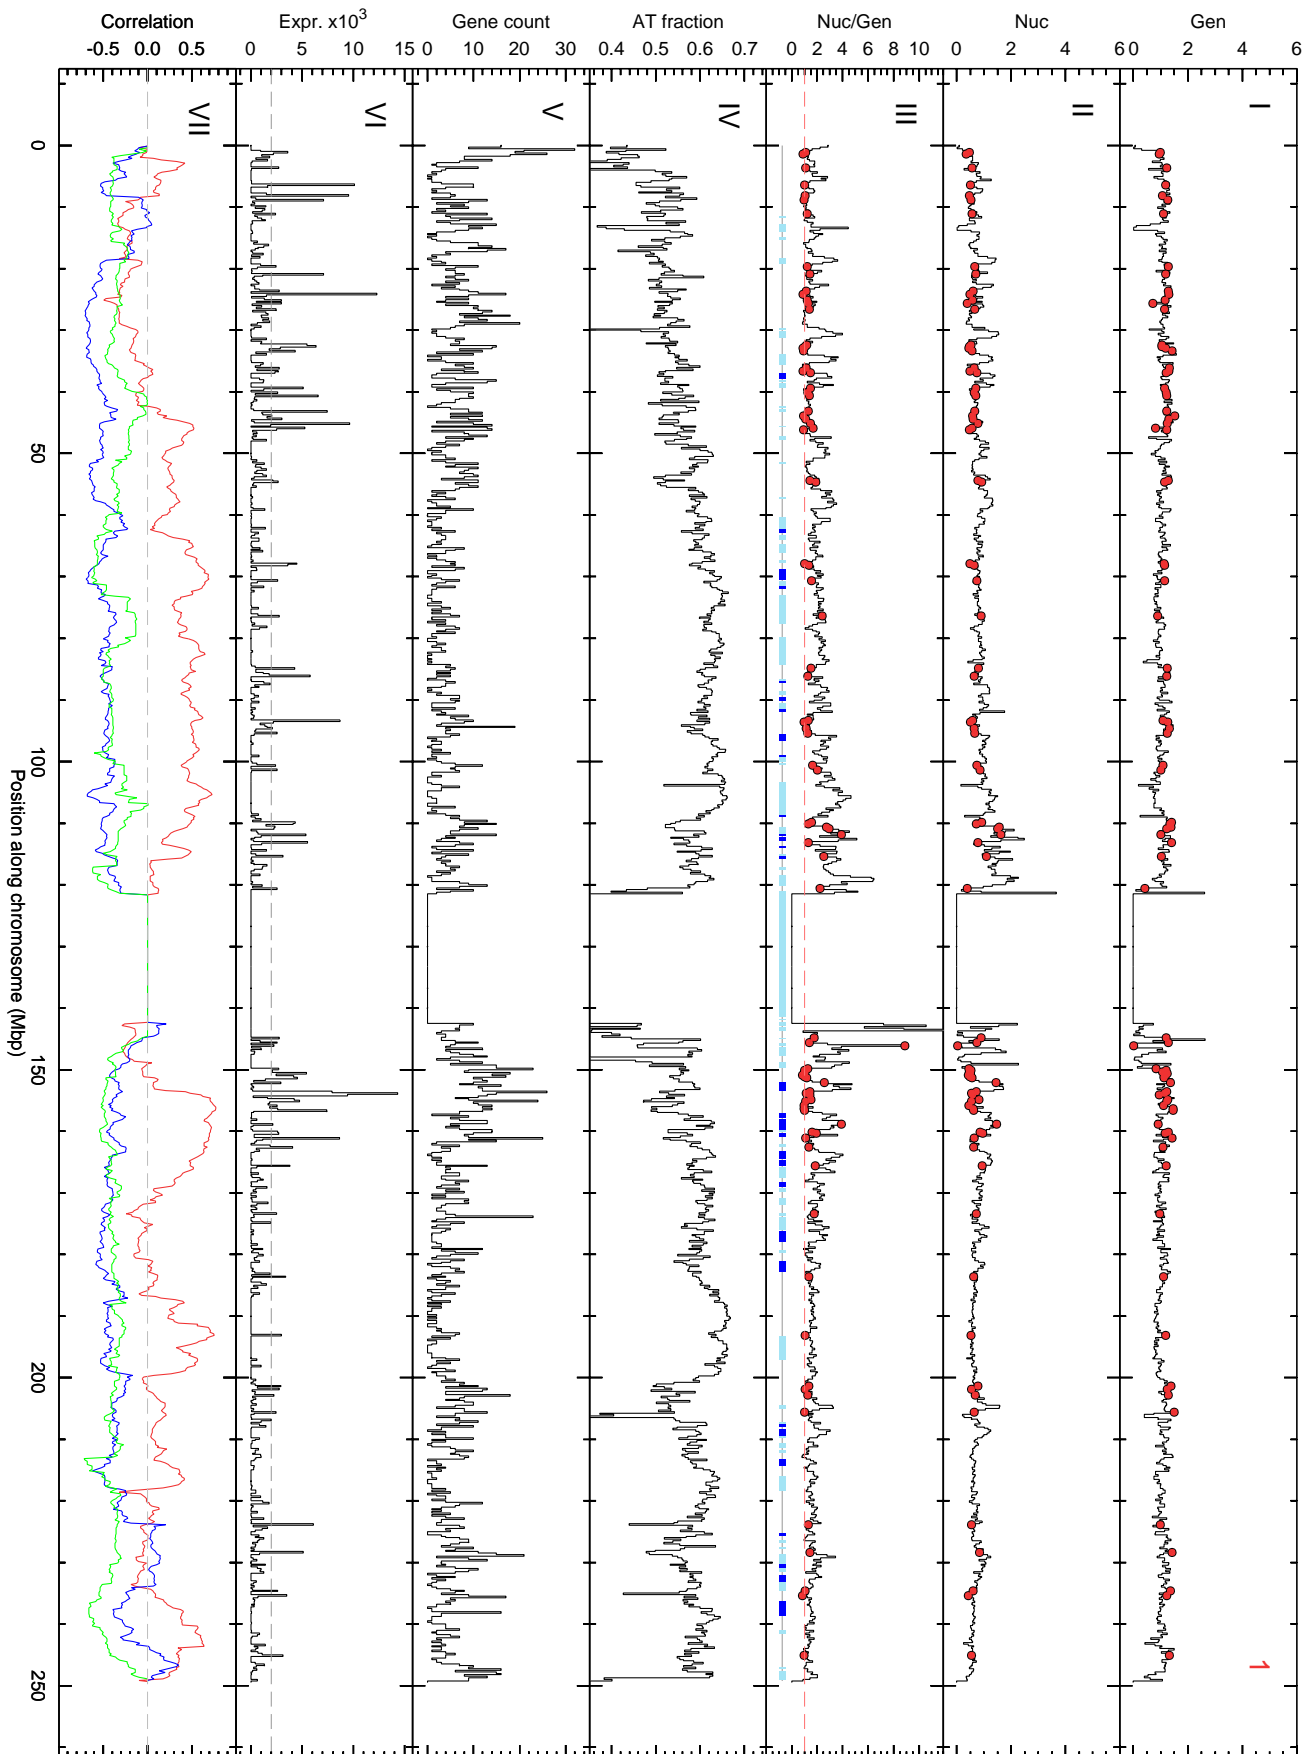 Correlation
Expr. x10³
Gene count
AT fraction
Nuc/Gen
Nuc
Gen
-0.5 0.0 0.5
0 5 10 15
0 10 20 30
0.4 0.5 0.6 0.7
0 2 4 6 10
0 2 4 6
0 2 4 6
VII
VI
V
IV
III
II
I
0
50
100
150
200
250
Position along chromosome (Mbp)
1